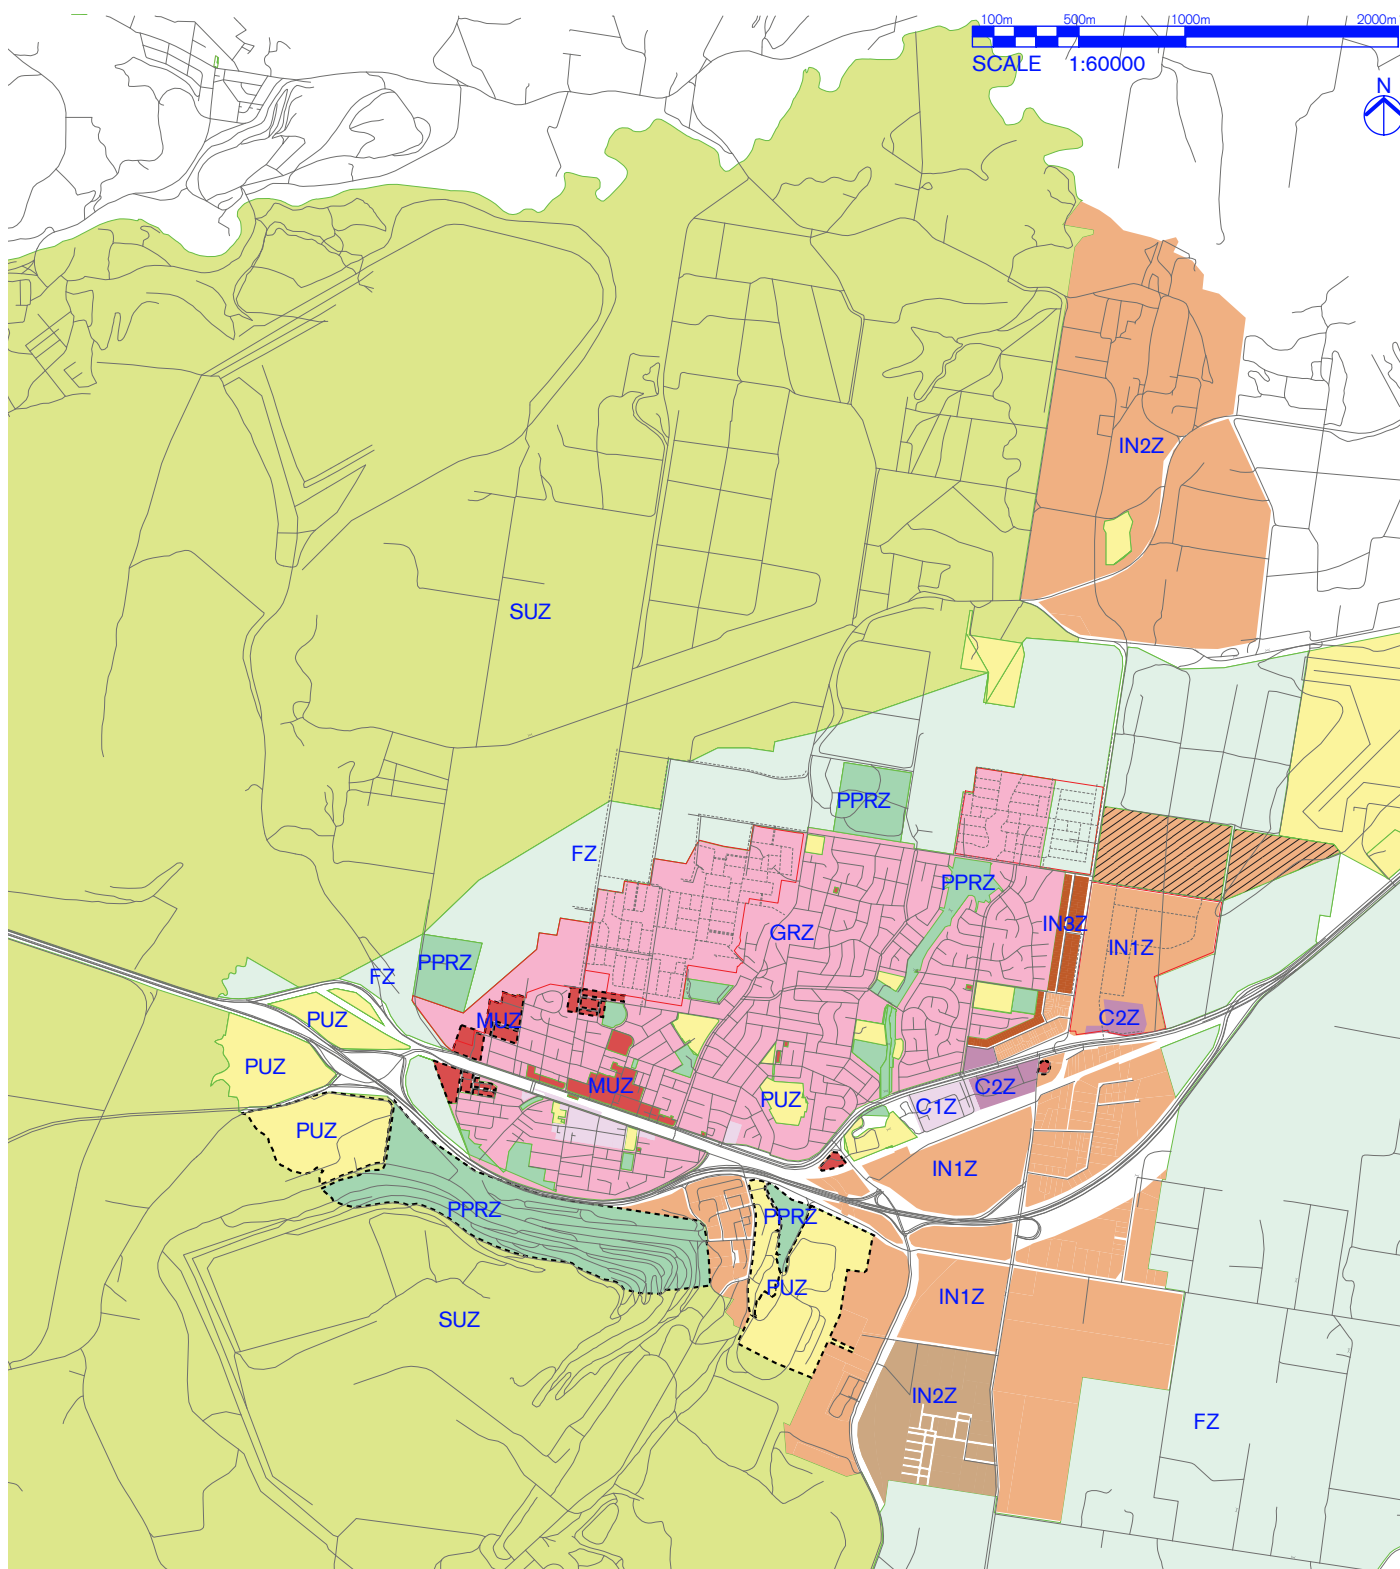 100m 500m 1000m 2000m
SCALE 1:60000
N
IN2Z
SUZ
PPRZ
FZ
PPRZ
GRZ
IN3Z
IN1Z
PPRZ
FZ
PUZ
MUZ
C2Z
PUZ
MUZ
C2Z
PUZ
C1Z
PUZ
IN1Z
PPRZ
PPRZ
PUZ
IN1Z
SUZ
IN2Z
FZ